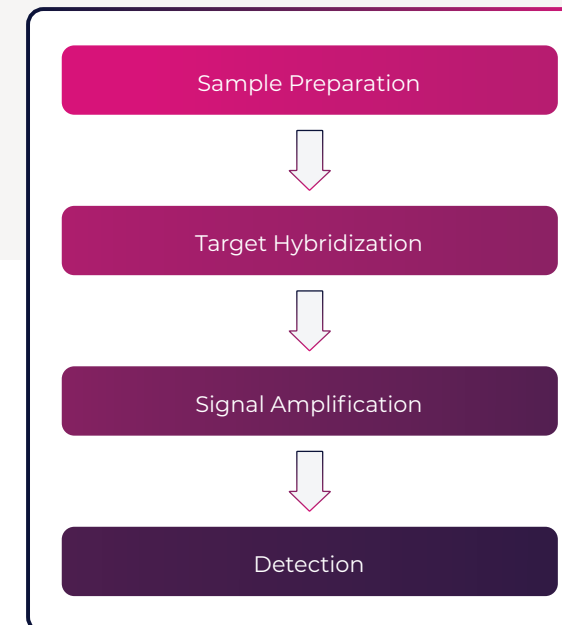 Sample Preparation
Target Hybridization
Signal Amplification
Detection